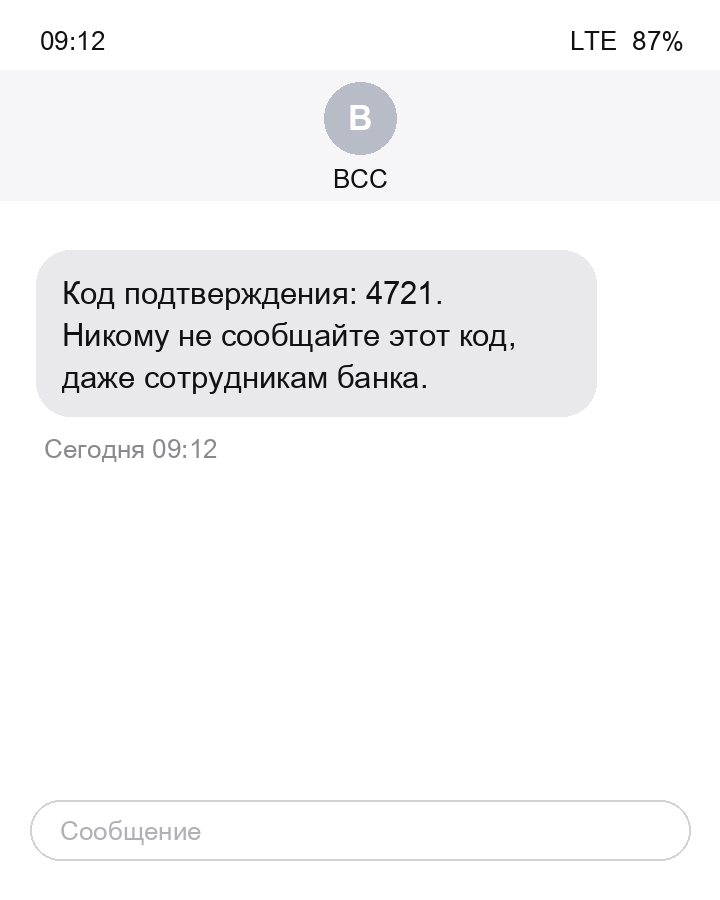 09:12 LTE 87%
B
BCC
Код подтверждения: 4721.
Никому не сообщайте этот код,
даже сотрудникам банка.
Сегодня 09:12
Сообщение